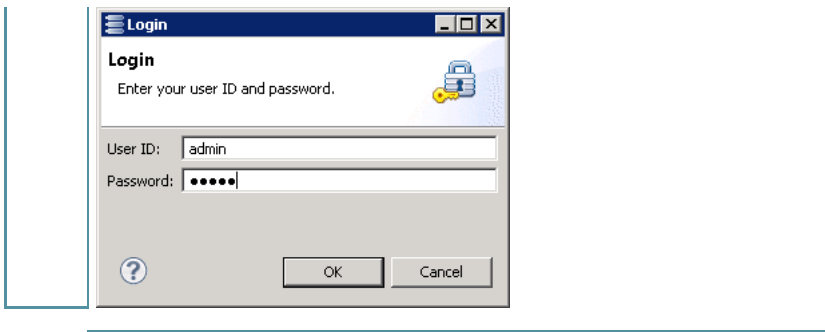 Login
Login
Enter your user ID and password.
User ID: admin
Password: ●●●●●
?
OK Cancel